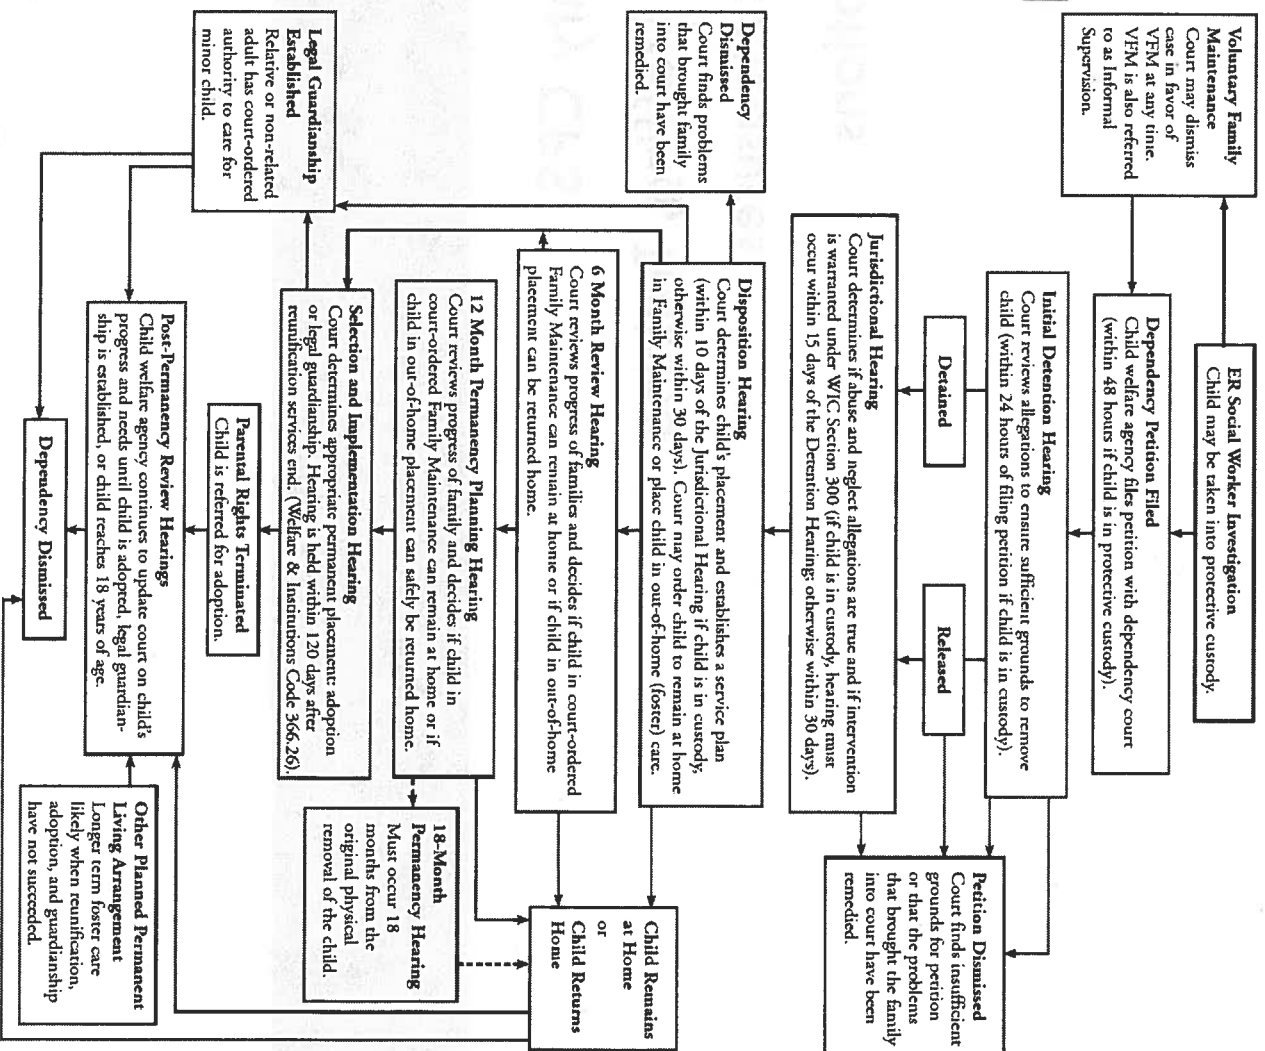 ER Social Worker Investigation
Child may be taken into protective custody.
Voluntary Family
Maintenance
Court may dismiss
case in favor of
VFM at any time.
VFM is also referred
to as Informal
Supervision.
Dependency Petition Filed
Child welfare agency files petition with dependency court
(within 48 hours if child is in protective custody).
Initial Detention Hearing
Court reviews allegations to ensure sufficient grounds to remove
child (within 24 hours of filing petition if child is in custody).
Detained
Released
Petition Dismissed
Court finds insufficient
grounds for petition
or that the problems
that brought the family
into court have been
remedied.
Jurisdictional Hearing
Court determines if abuse and neglect allegations are true and if intervention
is warranted under WIC Section 300 (if child is in custody, hearing must
occur within 15 days of the Detention Hearing; otherwise within 30 days).
Dependency
Dismissed
Court finds problems
that brought family
into court have been
remedied.
Disposition Hearing
Court determines child's placement and establishes a service plan
(within 10 days of the Jurisdictional Hearing if child is in custody,
otherwise within 30 days). Court may order child to remain at home
in Family Maintenance or place child in out-of-home (foster) care.
Child Remains
at Home
or
Child Returns
Home
6 Month Review Hearing
Court reviews progress of families and decides if child in court-ordered
Family Maintenance can remain at home or if child in out-of-home
placement can be returned home.
12 Month Permanency Planning Hearing
Court reviews progress of family and decides if child in
court-ordered Family Maintenance can remain at home or if
child in out-of-home placement can safely be returned home.
18-Month
Permanency Hearing
Must occur 18
months from the
original physical
removal of the child.
Legal Guardianship
Established
Relative or non-related
adult has court-ordered
authority to care for
minor child.
Selection and Implementation Hearing
Court determines appropriate permanent placement: adoption
or legal guardianship. Hearing is held within 120 days after
reunification services end. (Welfare & Institutions Code 366.26).
Parental Rights Terminated
Child is referred for adoption.
Post-Permanency Review Hearings
Child welfare agency continues to update court on child's
progress and needs until child is adopted, legal guardian-
ship is established, or child reaches 18 years of age.
Other Planned Permanent
Living Arrangement
Longer term foster care
likely when reunification,
adoption, and guardianship
have not succeeded.
Dependency Dismissed